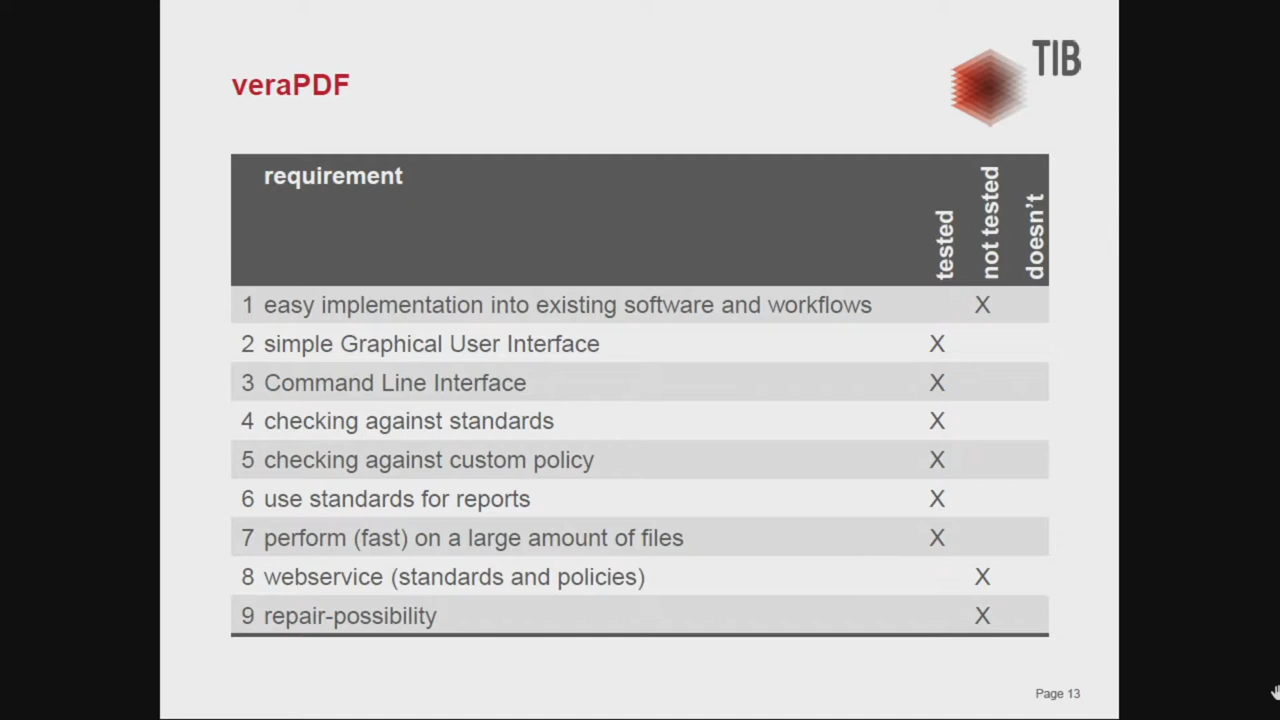 TIB
veraPDF
requirement
tested
not tested
doesn't
1 easy implementation into existing software and workflows X
2 simple Graphical User Interface X
3 Command Line Interface X
4 checking against standards X
5 checking against custom policy X
6 use standards for reports X
7 perform (fast) on a large amount of files X
8 webservice (standards and policies) X
9 repair-possibility X
Page 13